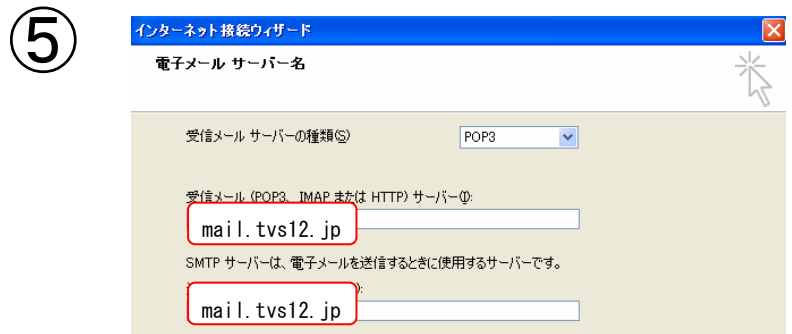 ⑤
インターネット接続ウィザード
電子メール サーバー名
受信メール サーバーの種類(S)
POP3
受信メール (POP3、IMAP または HTTP) サーバー(I):
mail.tvs12.jp
SMTP サーバーは、電子メールを送信するときに使用するサーバーです。
mail.tvs12.jp